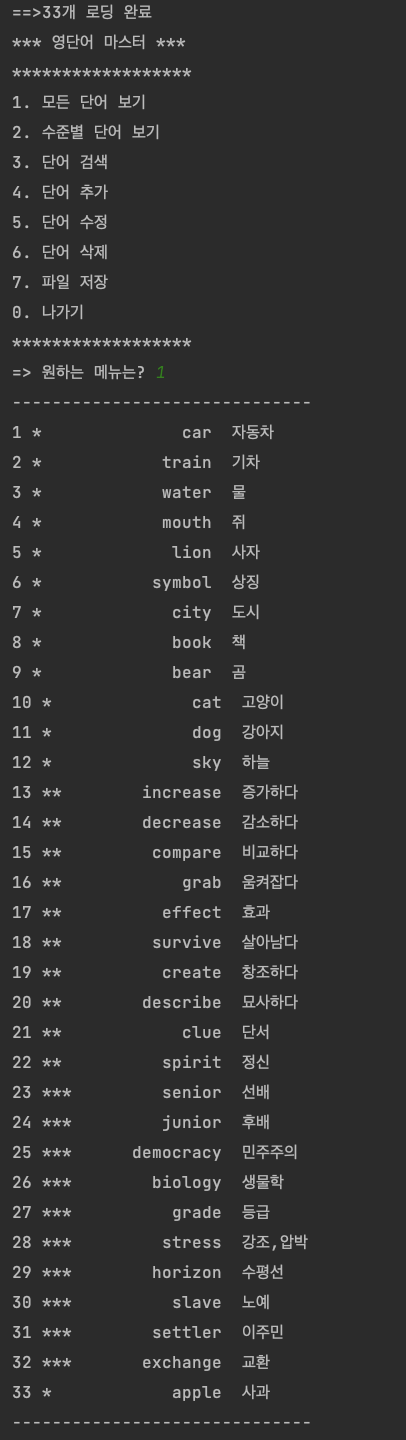 ==>33개 로딩 완료
*** 영단어 마스터 ***
******************
1. 모든 단어 보기
2. 수준별 단어 보기
3. 단어 검색
4. 단어 추가
5. 단어 수정
6. 단어 삭제
7. 파일 저장
0. 나가기
******************
=> 원하는 메뉴는? 1
------------------------------
1 * car 자동차
2 * train 기차
3 * water 물
4 * mouth 쥐
5 * lion 사자
6 * symbol 상징
7 * city 도시
8 * book 책
9 * bear 곰
10 * cat 고양이
11 * dog 강아지
12 * sky 하늘
13 ** increase 증가하다
14 ** decrease 감소하다
15 ** compare 비교하다
16 ** grab 움켜잡다
17 ** effect 효과
18 ** survive 살아남다
19 ** create 창조하다
20 ** describe 묘사하다
21 ** clue 단서
22 ** spirit 정신
23 *** senior 선배
24 *** junior 후배
25 *** democracy 민주주의
26 *** biology 생물학
27 *** grade 등급
28 *** stress 강조,압박
29 *** horizon 수평선
30 *** slave 노예
31 *** settler 이주민
32 *** exchange 교환
33 * apple 사과
------------------------------